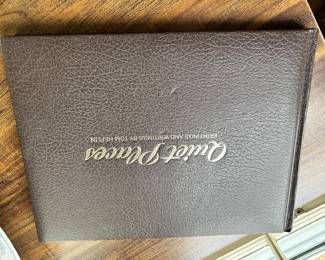 Quiet Places
PAINTINGS AND WRITINGS BY TOM HEFLIN